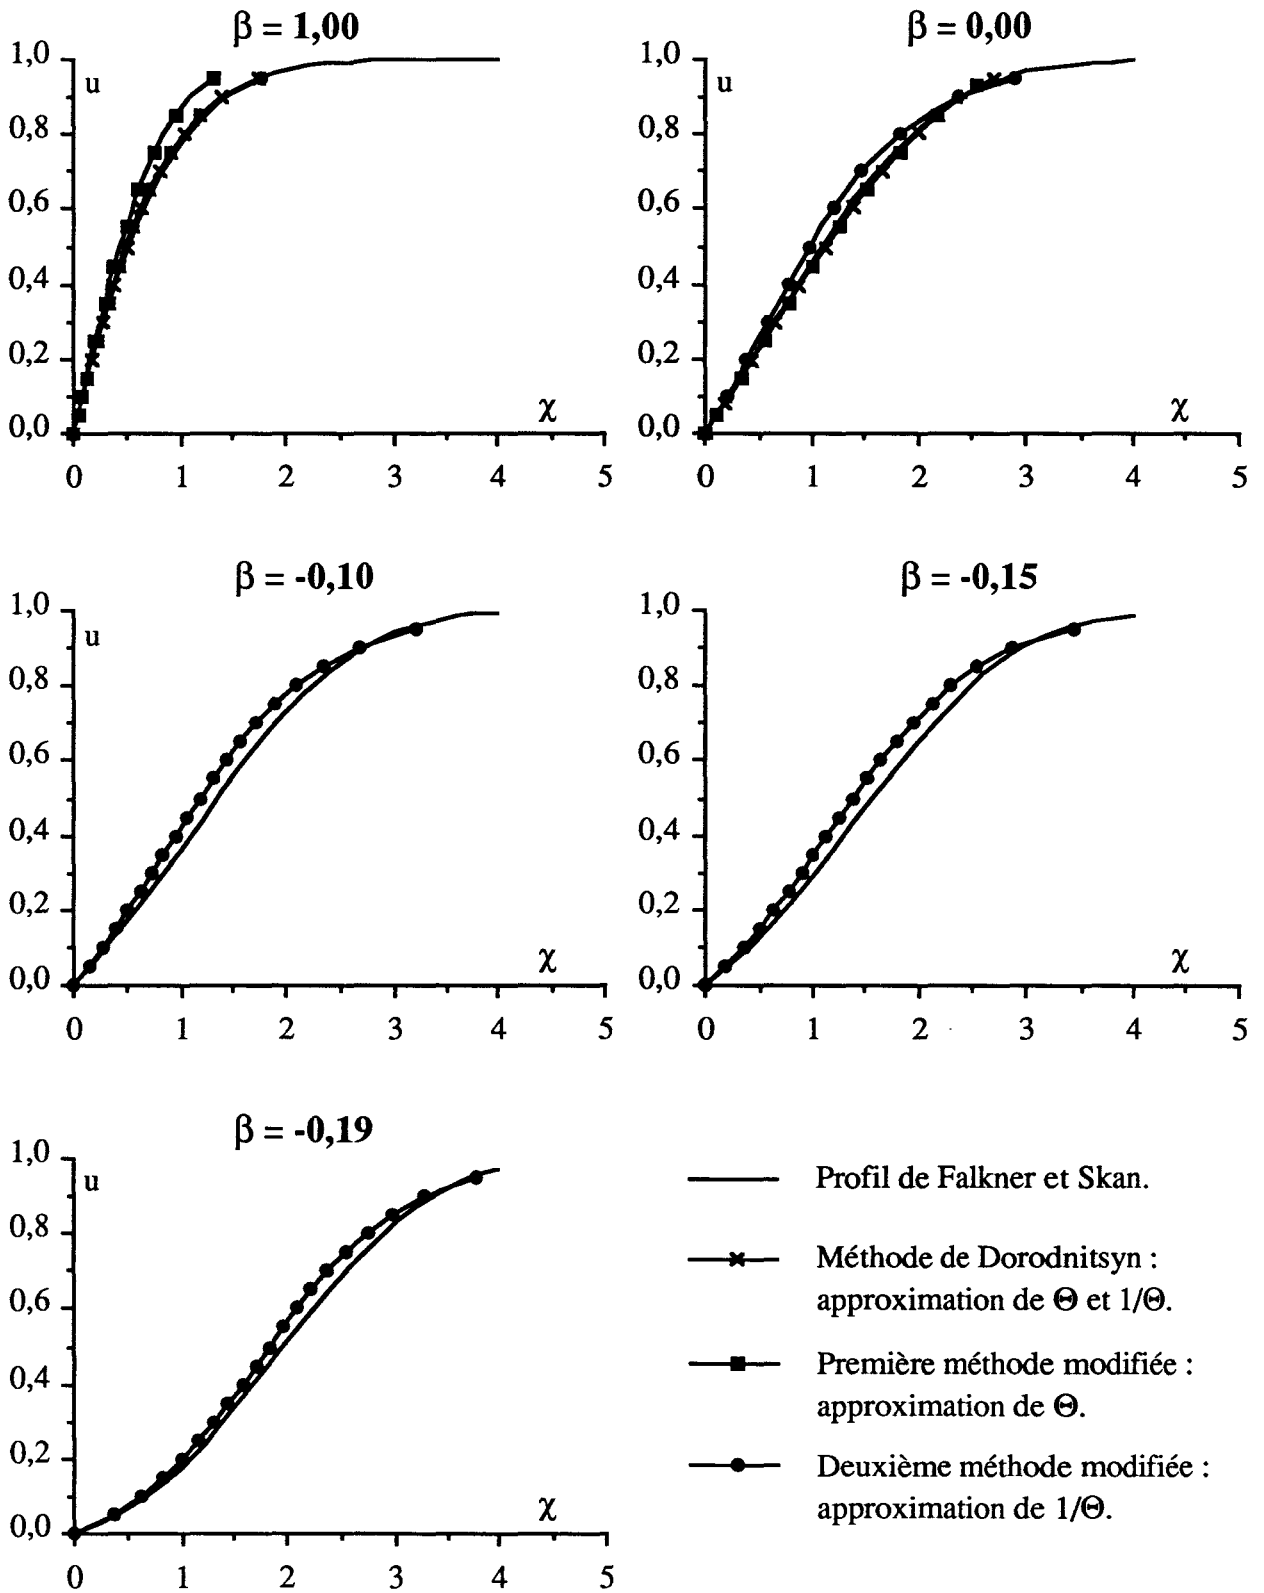 β = 1,00
1,0
u
0,8
0,6
0,4
0,2
0,0
χ
0 1 2 3 4 5
β = 0,00
1,0
u
0,8
0,6
0,4
0,2
0,0
χ
0 1 2 3 4 5
β = -0,10
1,0
u
0,8
0,6
0,4
0,2
0,0
χ
0 1 2 3 4 5
β = -0,15
1,0
u
0,8
0,6
0,4
0,2
0,0
χ
0 1 2 3 4 5
β = -0,19
1,0
u
0,8
0,6
0,4
0,2
0,0
χ
0 1 2 3 4 5
Profil de Falkner et Skan.
Méthode de Dorodnitsyn :
approximation de Θ et 1/Θ.
Première méthode modifiée :
approximation de Θ.
Deuxième méthode modifiée :
approximation de 1/Θ.